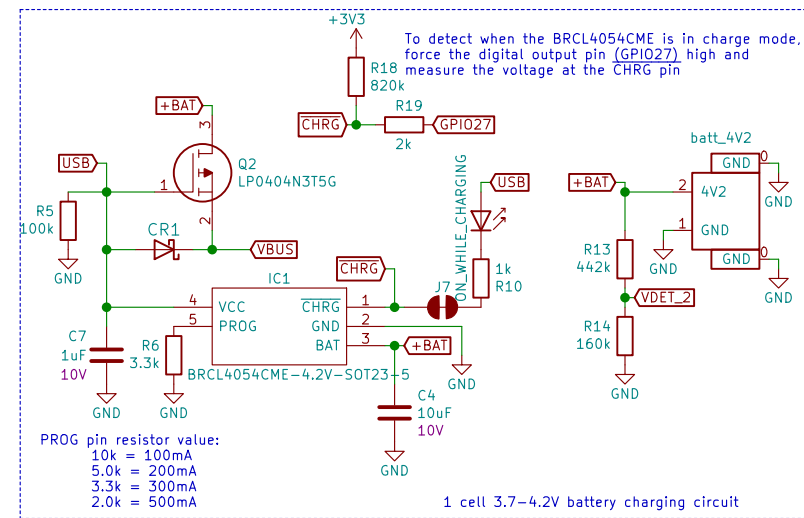 +3V3
To detect when the BRCL4054CME is in charge mode,
force the digital output pin (GPIO27) high and
measure the voltage at the CHRG pin
R18
820k
CHRG
R19
2k
GPIO27
+BAT
3
Q2
LP0404N3T5G
1
2
USB
R5
100k
GND
CR1
VBUS
ON_WHILE_CHARGING
USB
1k
R10
CHRG
J7
IC1
4
VCC
5
PROG
CHRG
1
GND
2
BAT
3
BRCL4054CME-4.2V-SOT23-5
+BAT
GND
C7
1uF
10V
GND
R6
3.3k
GND
C4
10uF
10V
GND
batt_4V2
GND
0
GND
+BAT
2
4V2
1
GND
GND
GND
0
GND
R13
442k
VDET_2
R14
160k
GND
PROG pin resistor value:
10k = 100mA
5.0k = 200mA
3.3k = 300mA
2.0k = 500mA
1 cell 3.7-4.2V battery charging circuit